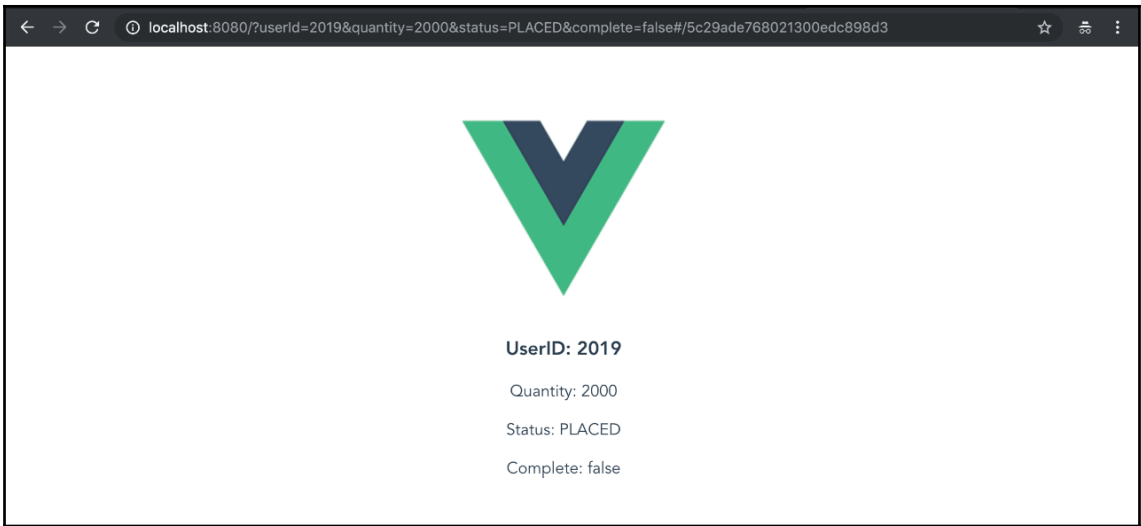 localhost:8080/?userId=2019&quantity=2000&status=PLACED&complete=false#/5c29ade768021300edc898d3
UserID: 2019
Quantity: 2000
Status: PLACED
Complete: false